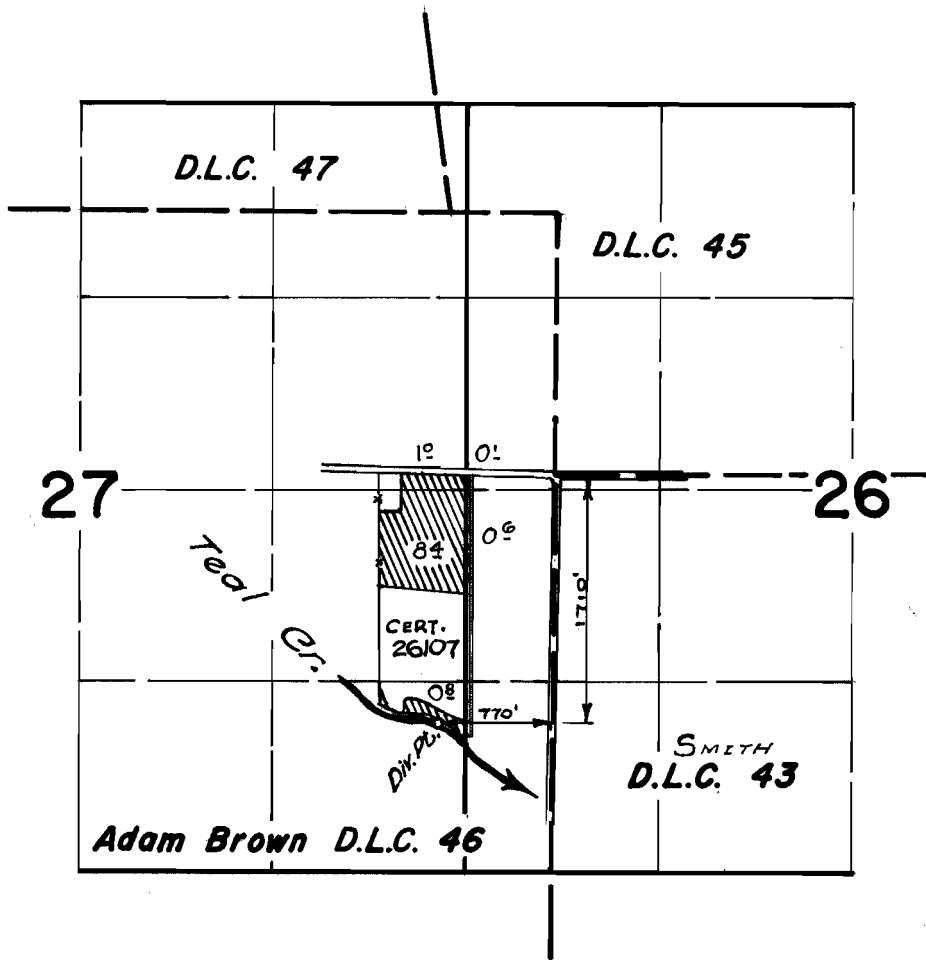 D.L.C. 47
D.L.C. 45
1º 0¹
27
26
0⁶
8⁴
Teal Cr.
1710'
CERT.
26107
0⁸
770'
Div. Pt.
SMITH
D.L.C. 43
Adam Brown D.L.C. 46